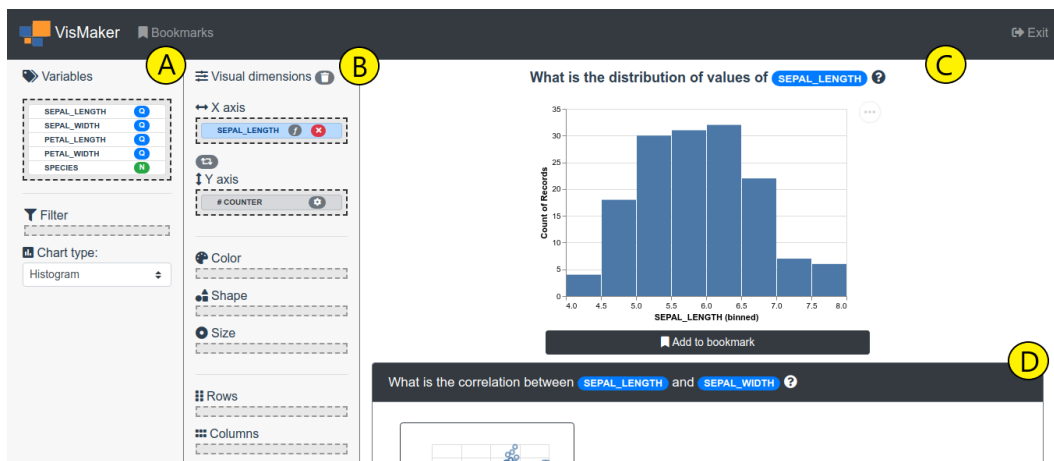 VisMaker Bookmarks Exit
A
Variables
SEPAL_LENGTH Q
SEPAL_WIDTH Q
PETAL_LENGTH Q
PETAL_WIDTH Q
SPECIES N
Filter
Chart type:
Histogram
B
Visual dimensions
X axis
SEPAL_LENGTH f
Y axis
# COUNTER
Color
Shape
Size
Rows
Columns
C
What is the distribution of values of SEPAL_LENGTH ?
35
30
25
20
15
10
5
0
Count of Records
4.0 4.5 5.0 5.5 6.0 6.5 7.0 7.5 8.0
SEPAL_LENGTH (binned)
Add to bookmark
D
What is the correlation between SEPAL_LENGTH and SEPAL_WIDTH ?